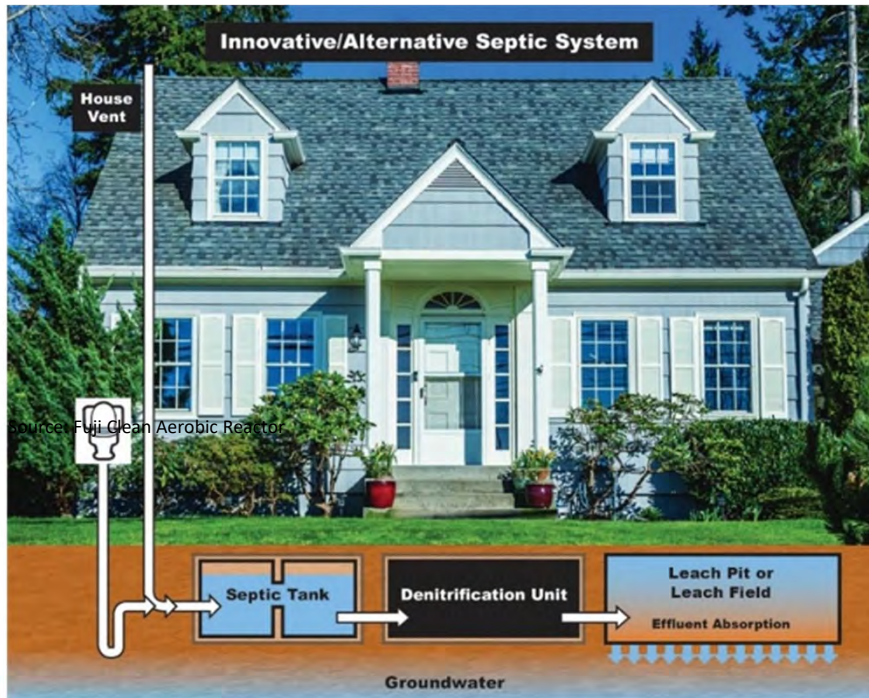 Innovative/Alternative Septic System
House
Vent
Source: Fuji Clean Aerobic Reactor
Septic Tank
Denitrification Unit
Leach Pit or
Leach Field
Effluent Absorption
Groundwater